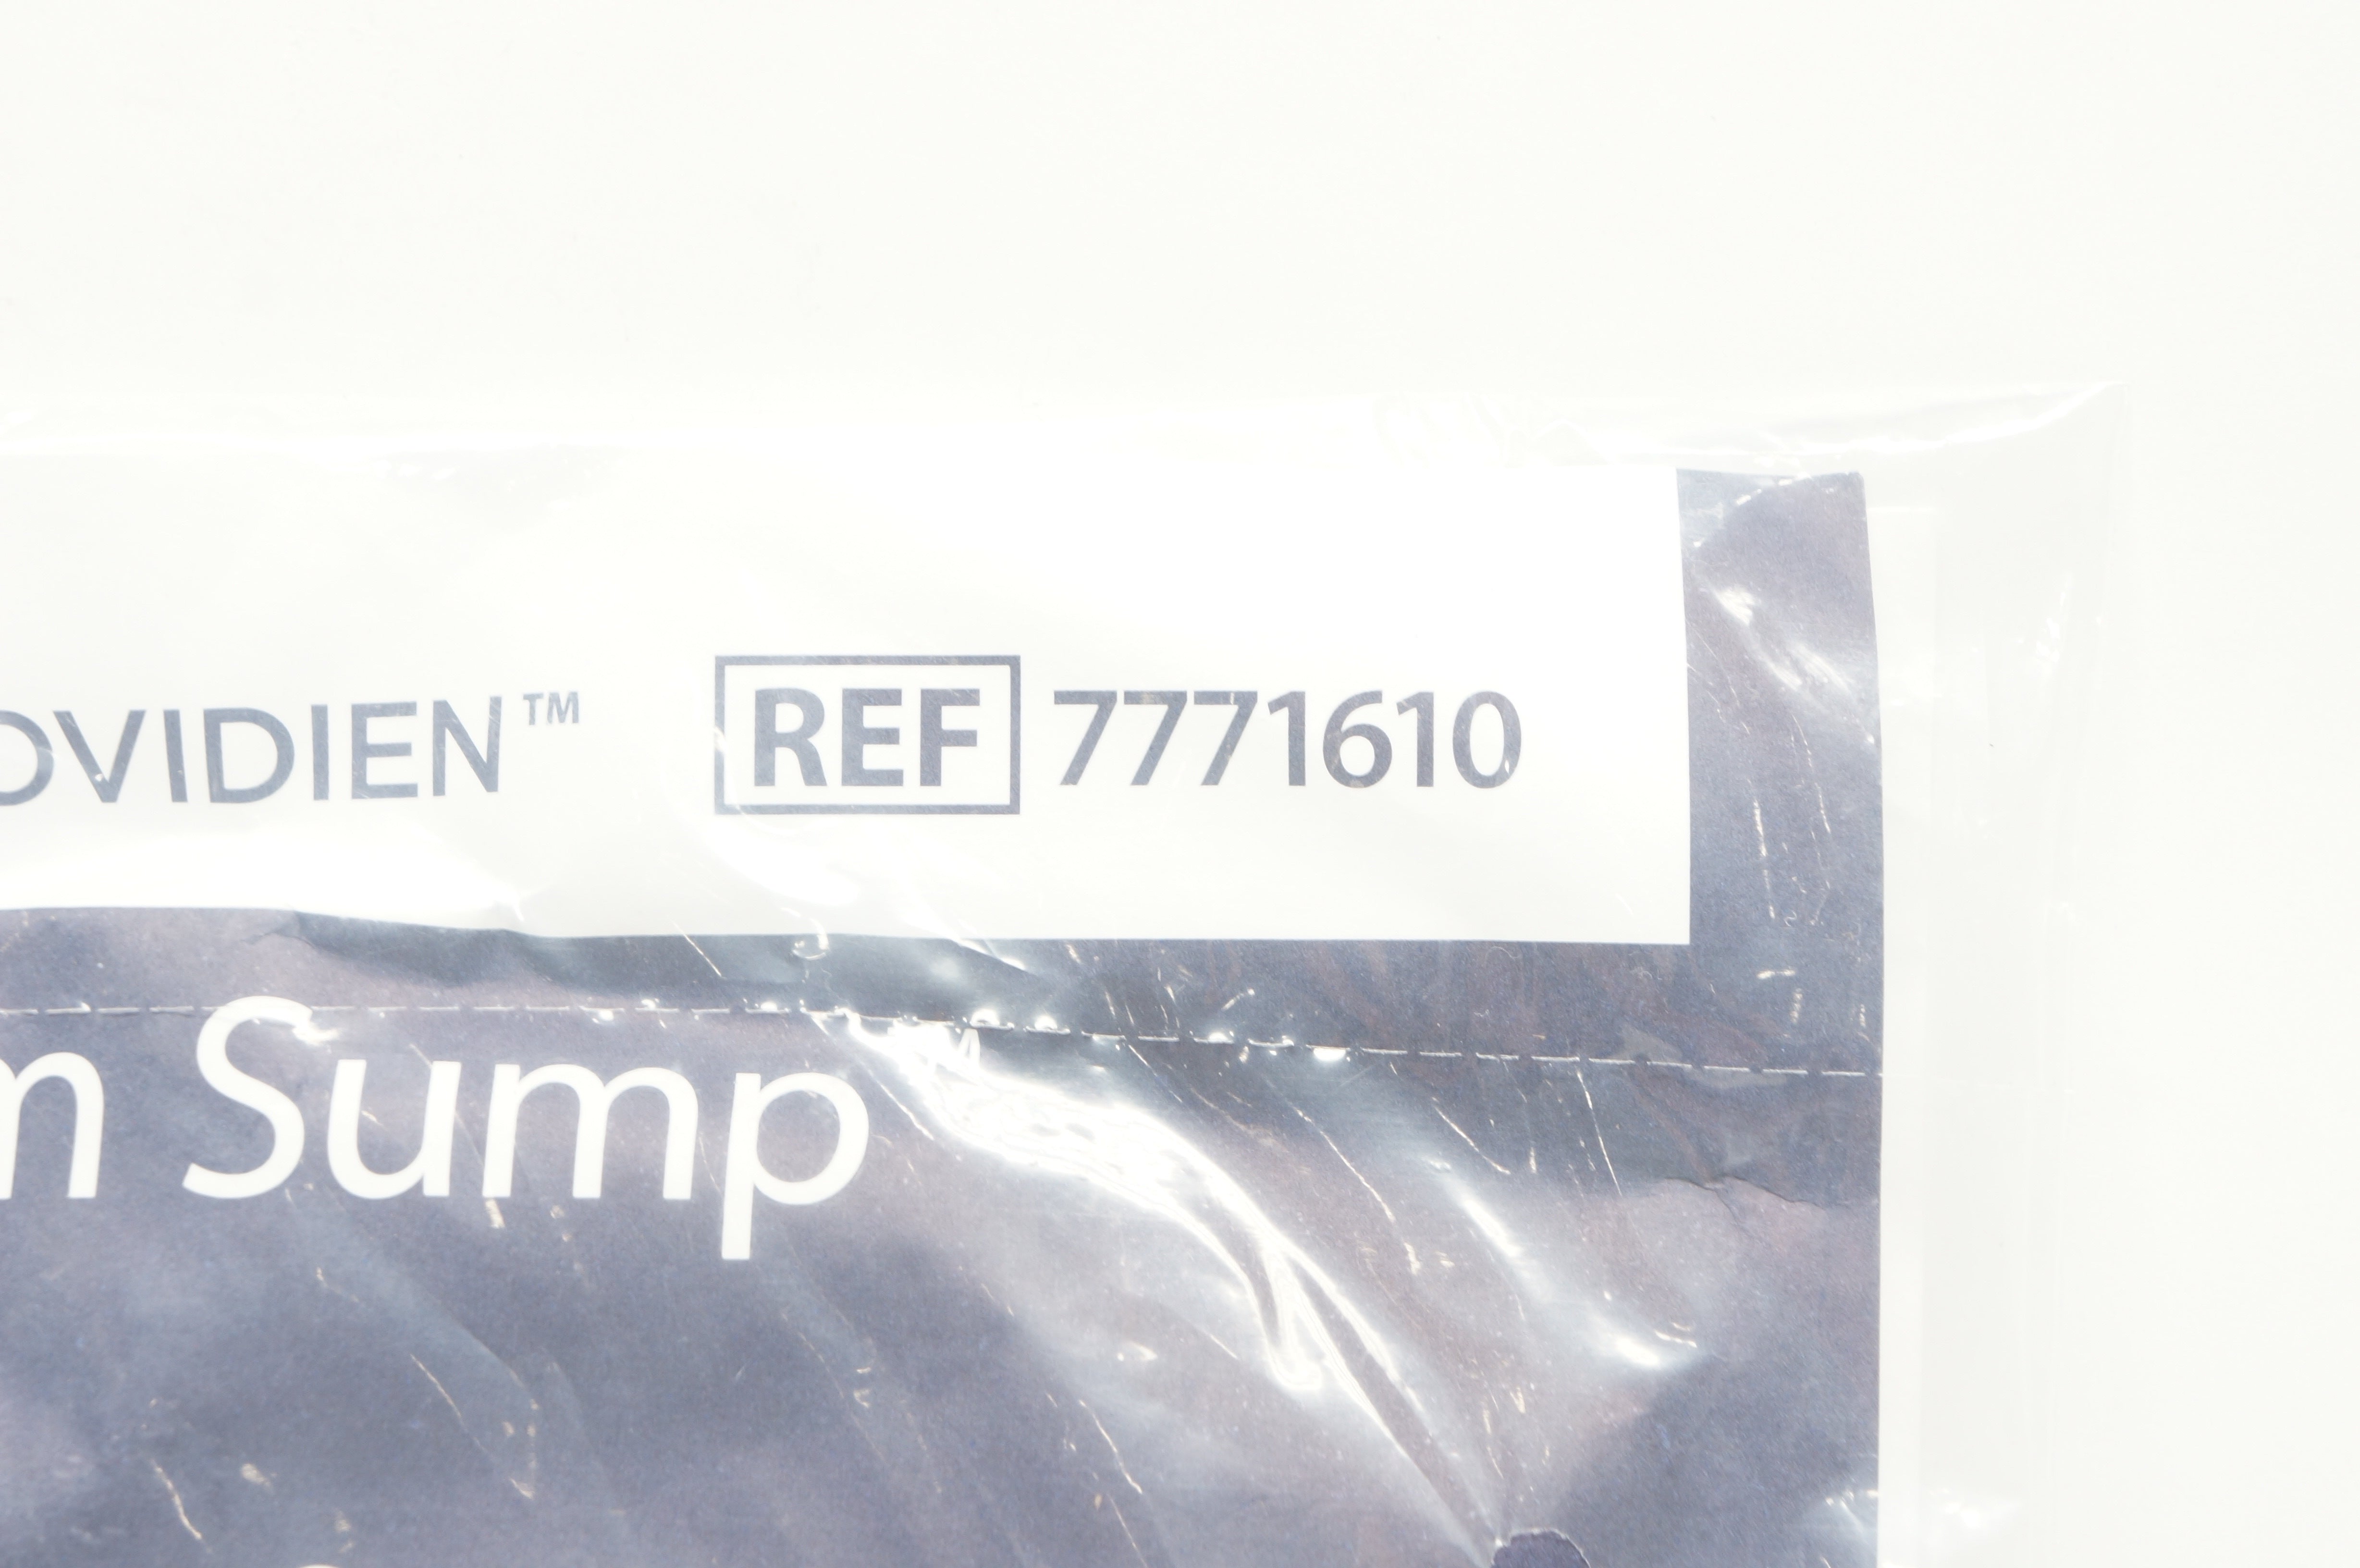 OVIDIEN™ REF 7771610
m Sump™